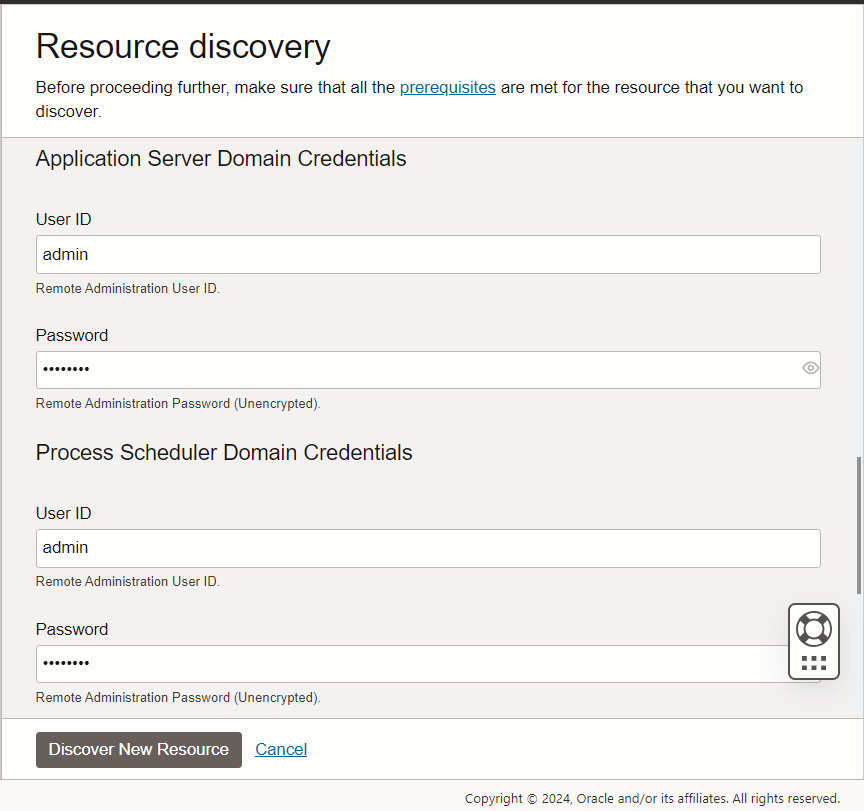 Resource discovery
Before proceeding further, make sure that all the prerequisites are met for the resource that you want to
discover.
Application Server Domain Credentials
User ID
admin
Remote Administration User ID.
Password
••••••••
Remote Administration Password (Unencrypted).
Process Scheduler Domain Credentials
User ID
admin
Remote Administration User ID.
Password
••••••••
Remote Administration Password (Unencrypted).
Discover New Resource Cancel
Copyright © 2024, Oracle and/or its affiliates. All rights reserved.